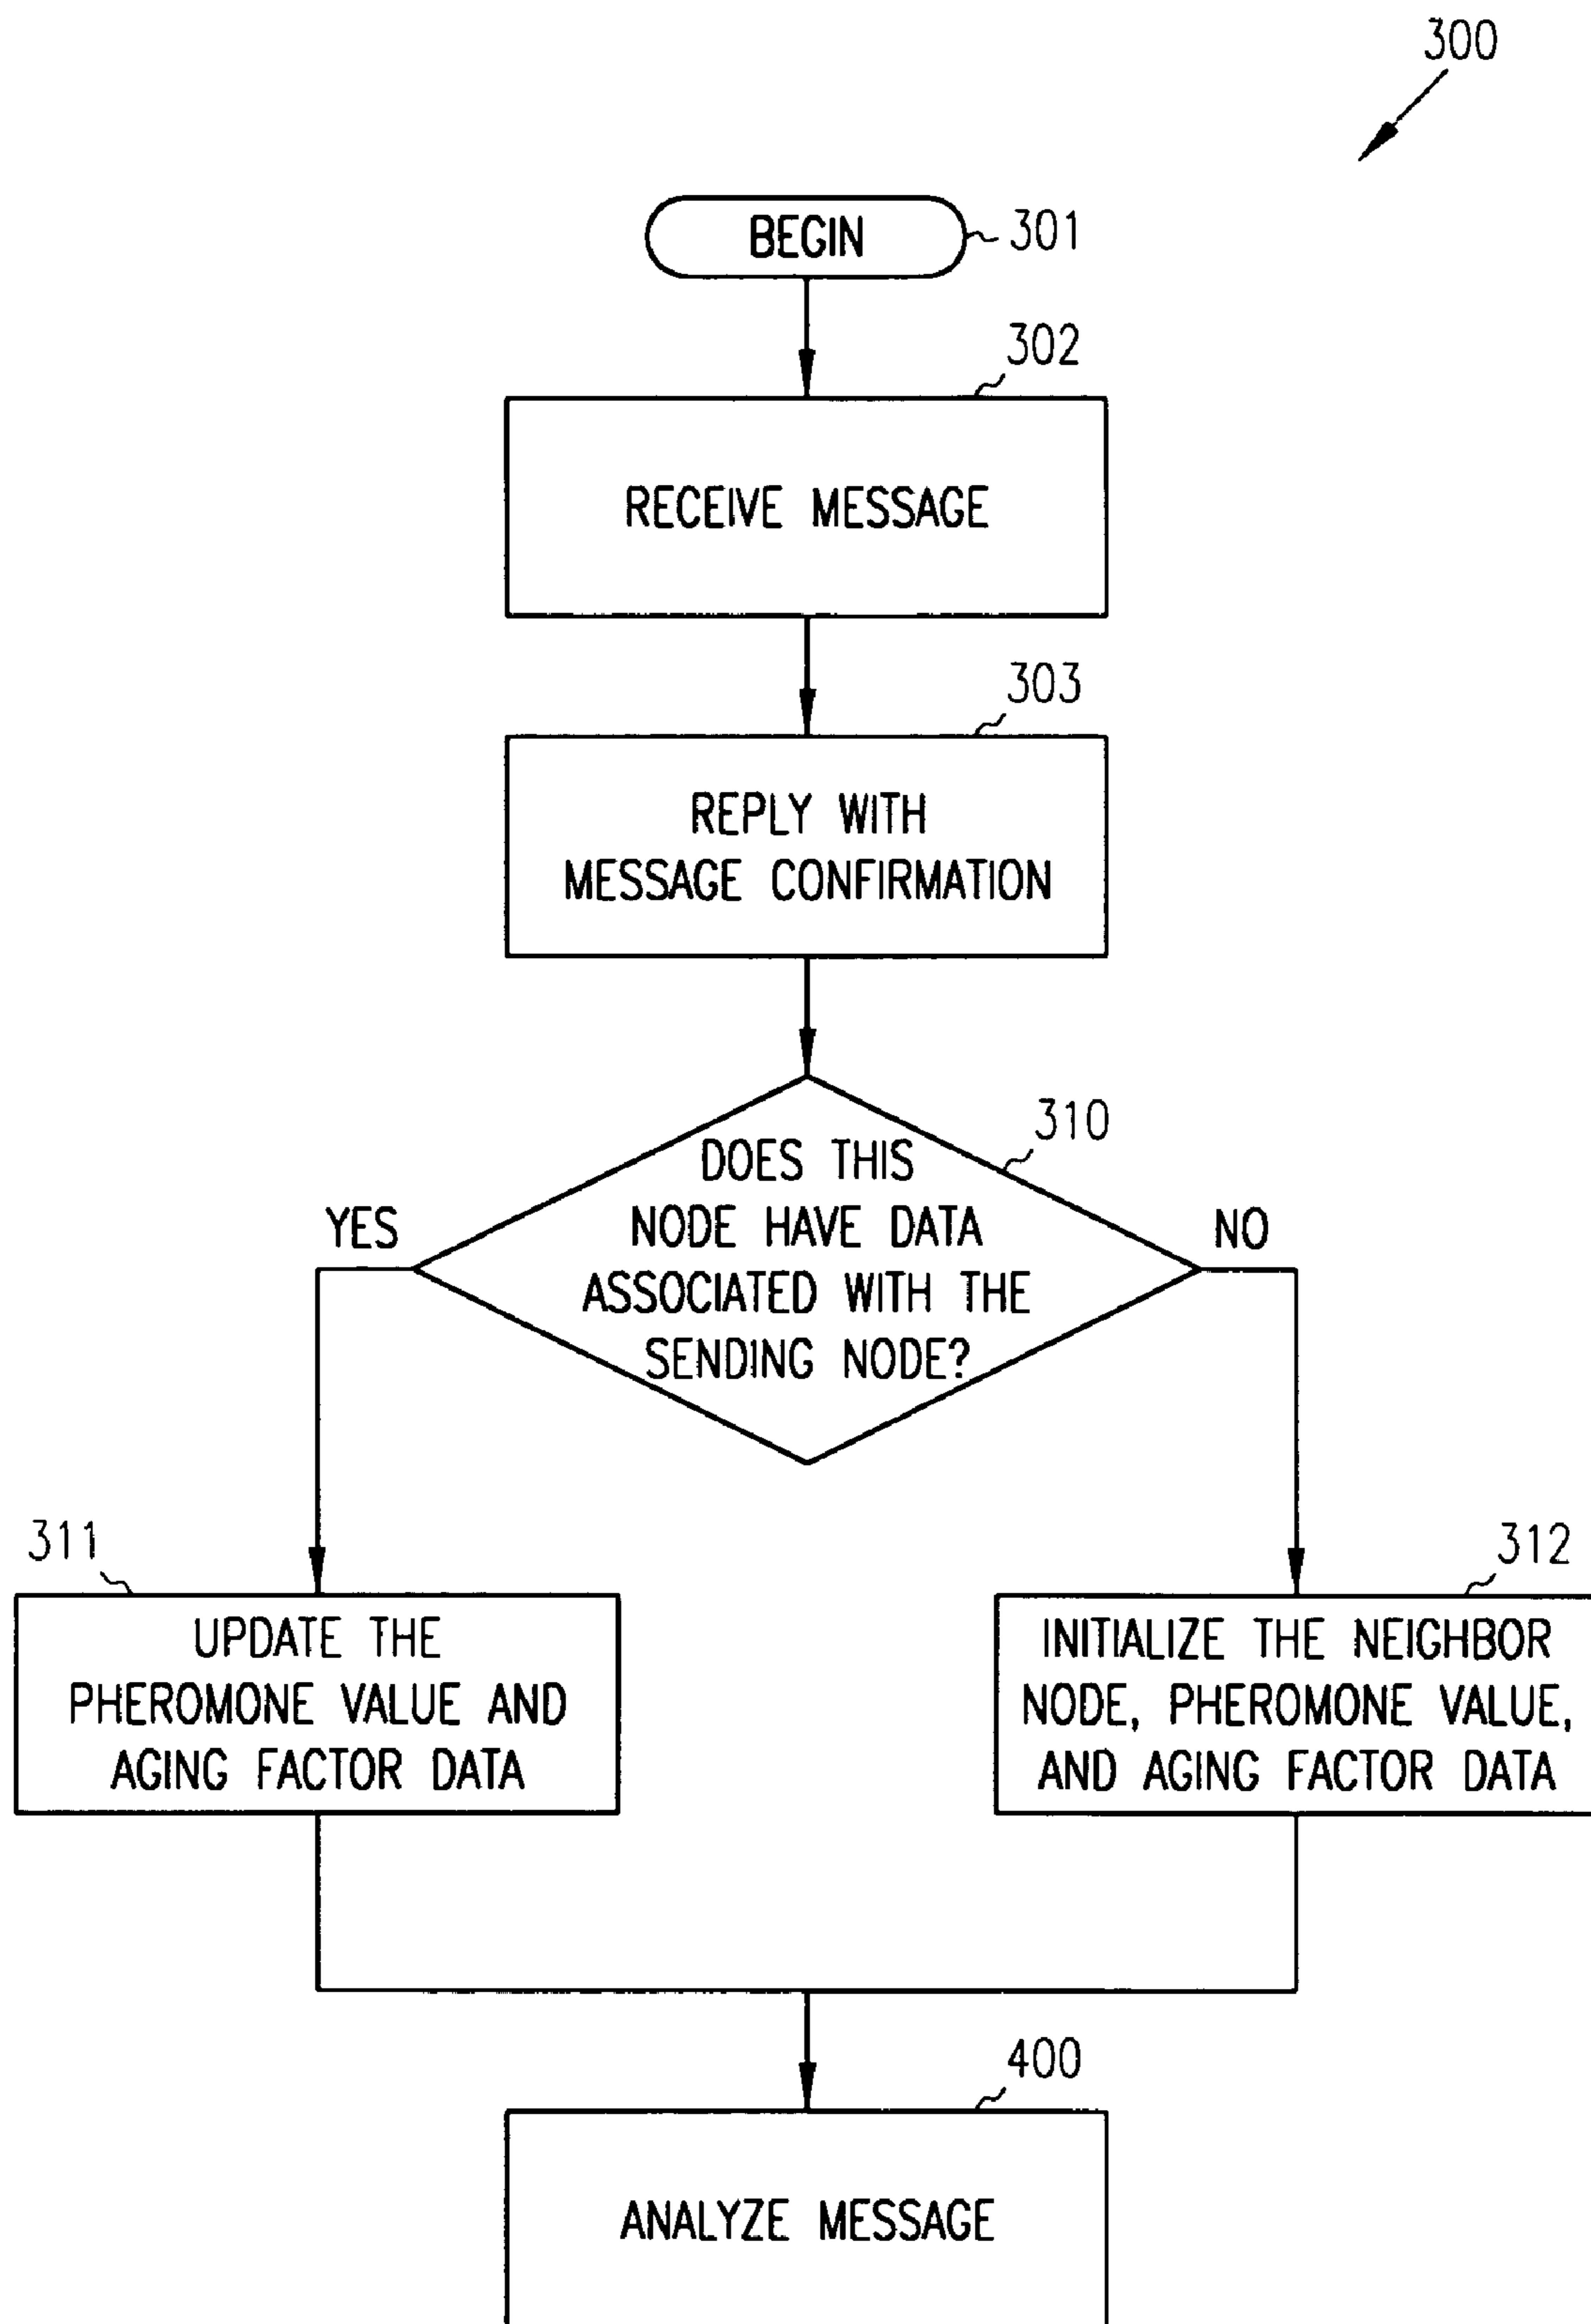 300
BEGIN
301
302
RECEIVE MESSAGE
303
REPLY WITH
MESSAGE CONFIRMATION
310
DOES THIS
NODE HAVE DATA
ASSOCIATED WITH THE
SENDING NODE?
YES
NO
311
UPDATE THE
PHEROMONE VALUE AND
AGING FACTOR DATA
312
INITIALIZE THE NEIGHBOR
NODE, PHEROMONE VALUE,
AND AGING FACTOR DATA
400
ANALYZE MESSAGE